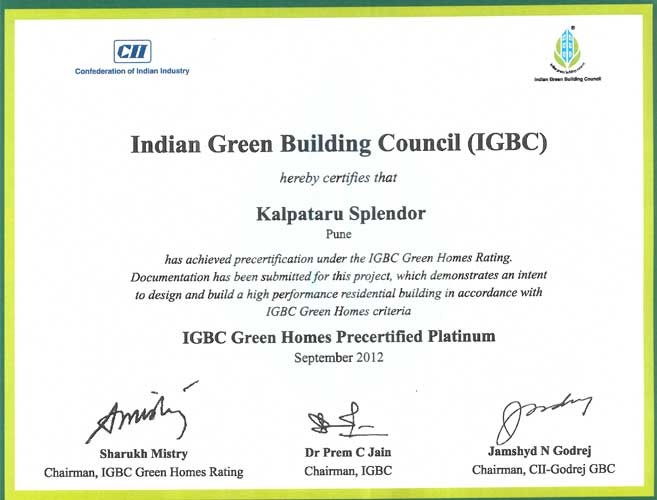 CII
Confederation of Indian Industry
Indian Green Building Council
Indian Green Building Council (IGBC)
hereby certifies that
Kalpataru Splendor
Pune
has achieved precertification under the IGBC Green Homes Rating.
Documentation has been submitted for this project, which demonstrates an intent
to design and build a high performance residential building in accordance with
IGBC Green Homes criteria
IGBC Green Homes Precertified Platinum
September 2012
Sharukh Mistry
Chairman, IGBC Green Homes Rating
Dr Prem C Jain
Chairman, IGBC
Jamshyd N Godrej
Chairman, CII-Godrej GBC